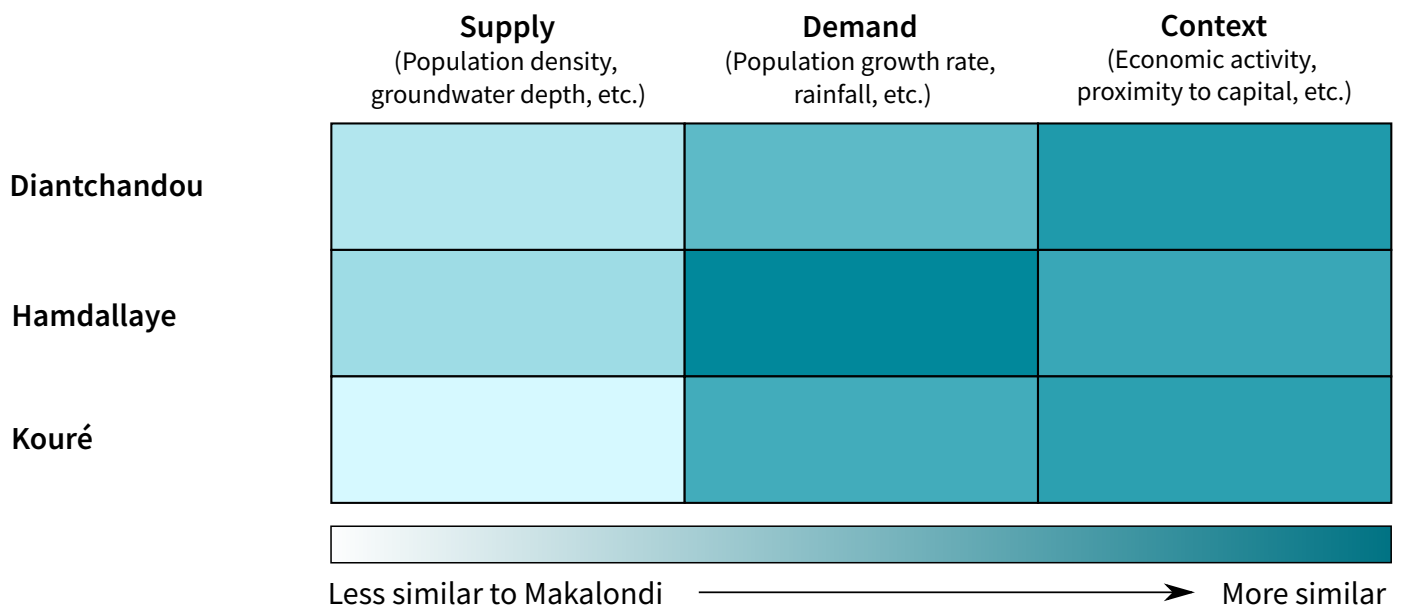 Supply
(Population density,
groundwater depth, etc.)
Demand
(Population growth rate,
rainfall, etc.)
Context
(Economic activity,
proximity to capital, etc.)
Diantchandou
Hamdallaye
Kouré
Less similar to Makalondi
More similar